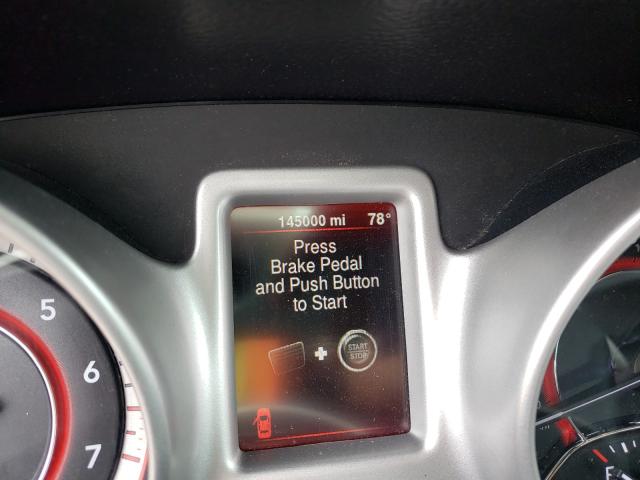 145000 mi 78°
Press
Brake Pedal
and Push Button
to Start
START
STOP
5
6
7
F